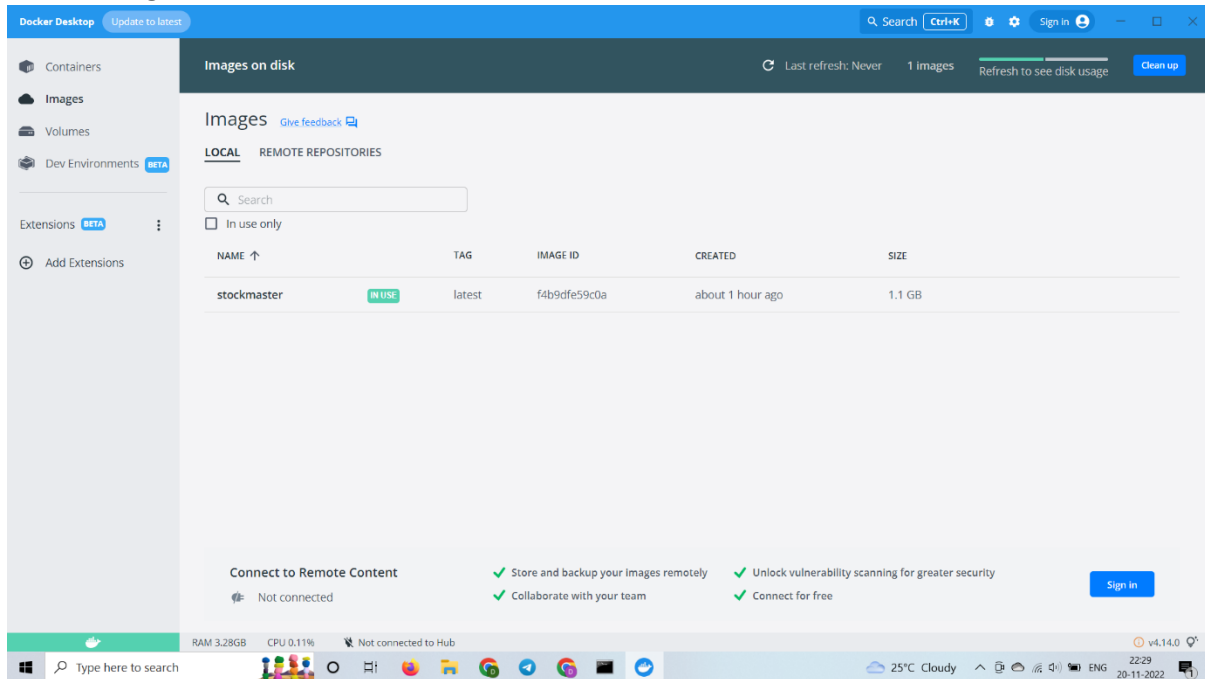 Docker Desktop Update to latest Search Ctrl+K Sign in
Containers
Images
Volumes
Dev Environments BETA
Extensions BETA
Add Extensions
Images on disk Last refresh: Never 1 images Refresh to see disk usage Clean up
Images Give feedback
LOCAL REMOTE REPOSITORIES
Search
In use only
NAME TAG IMAGE ID CREATED SIZE
stockmaster IN USE latest f4b9dfe59c0a about 1 hour ago 1.1 GB
Connect to Remote Content
Not connected
Store and backup your images remotely
Collaborate with your team
Unlock vulnerability scanning for greater security
Connect for free
Sign in
RAM 3.28GB CPU 0.11% Not connected to Hub v4.14.0
Type here to search 25°C Cloudy ENG 22:29
20-11-2022 1